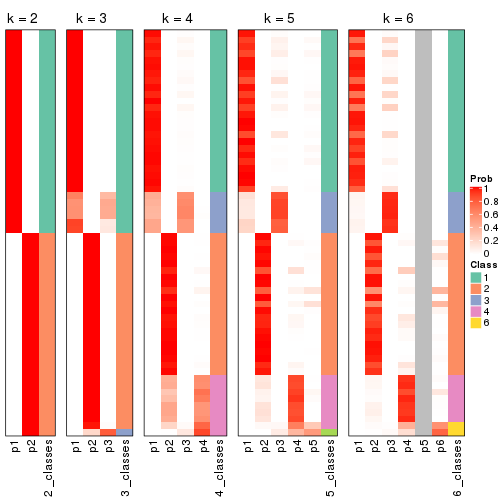 k = 2
k = 3
k = 4
k = 5
k = 6
Prob
1
0.8
0.6
0.4
0.2
0
Class
1
2
3
4
6
p1
p2
2_classes
p1
p2
p3
3_classes
p1
p2
p3
p4
4_classes
p1
p2
p3
p4
p5
5_classes
p1
p2
p3
p4
p5
p6
6_classes